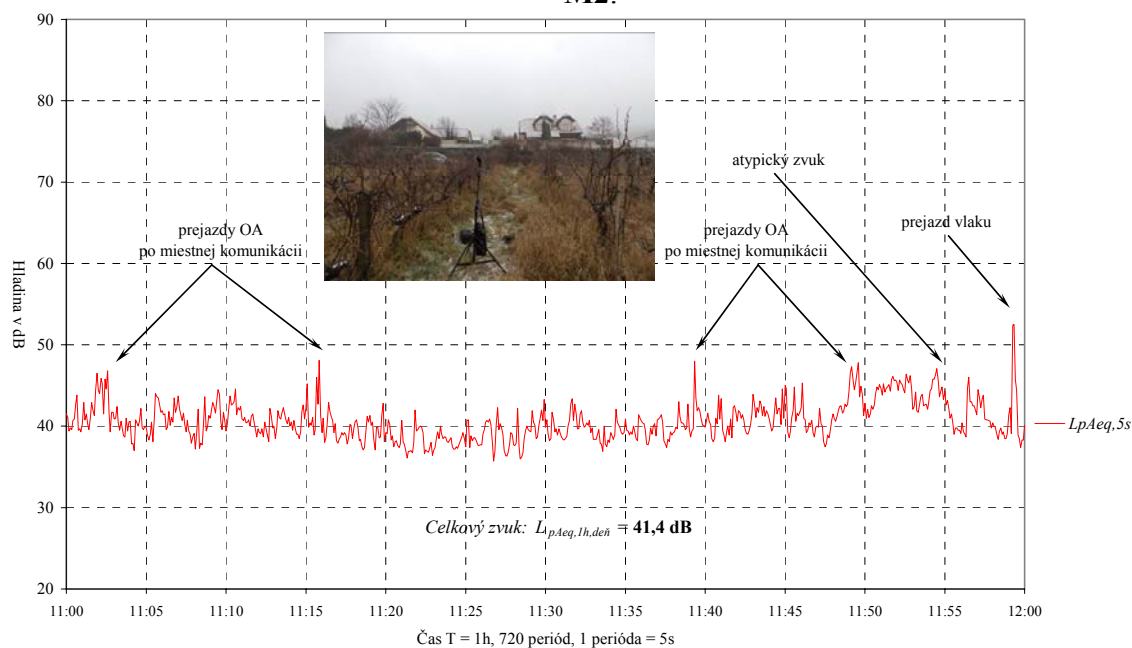 M2.
90
80
70
60
50
40
30
20
Hladina v dB
atypický zvuk
prejazdy OA
po miestnej komunikácii
prejazdy OA
po miestnej komunikácii
prejazd vlaku
LpAeq,5s
Celkový zvuk: LpAeq,1h,deň = 41,4 dB
11:00 11:05 11:10 11:15 11:20 11:25 11:30 11:35 11:40 11:45 11:50 11:55 12:00
Čas T = 1h, 720 periód, 1 perióda = 5s